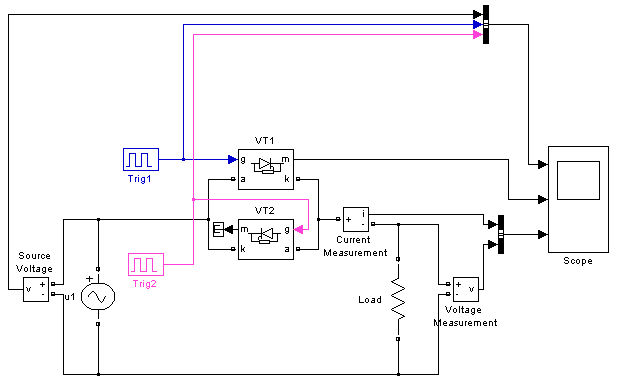 VT1
g
m
a
k
Trig1
VT2
m
g
k
a
Trig2
Source
Voltage
v
+
-
u1
+
+
i
-
Current
Measurement
Load
+
-
v
Voltage
Measurement
Scope